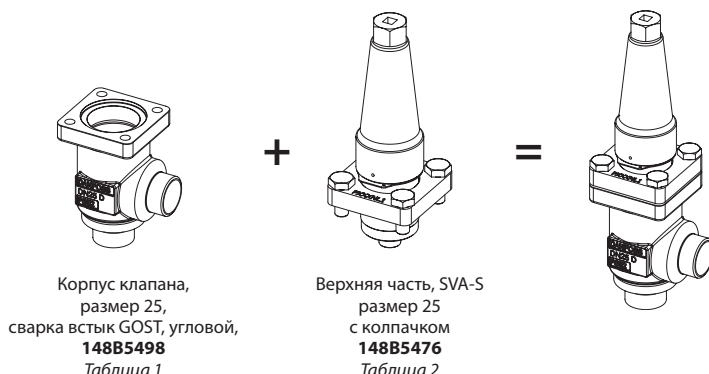 +
=
Корпус клапана,
размер 25,
сварка встык GOST, угловой,
148B5498
Таблица 1
Верхняя часть, SVA-S
размер 25
с колпачком
148B5476
Таблица 2